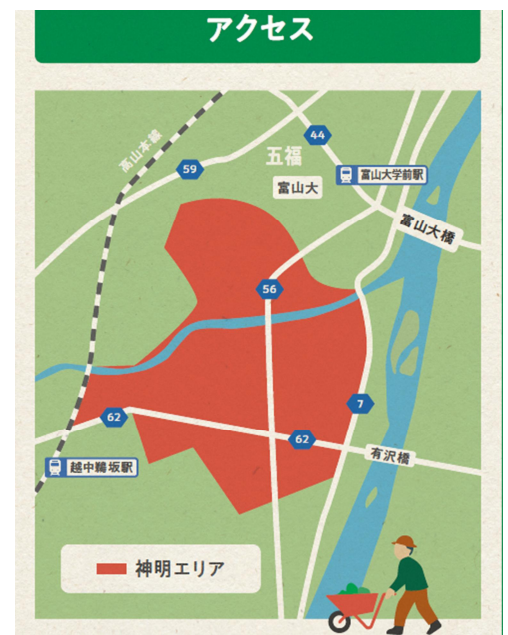 アクセス
高山本線
44
五福
59
富山大学前駅
富山大
富山大橋
56
7
62
62
有沢橋
越中鵜坂駅
神明エリア